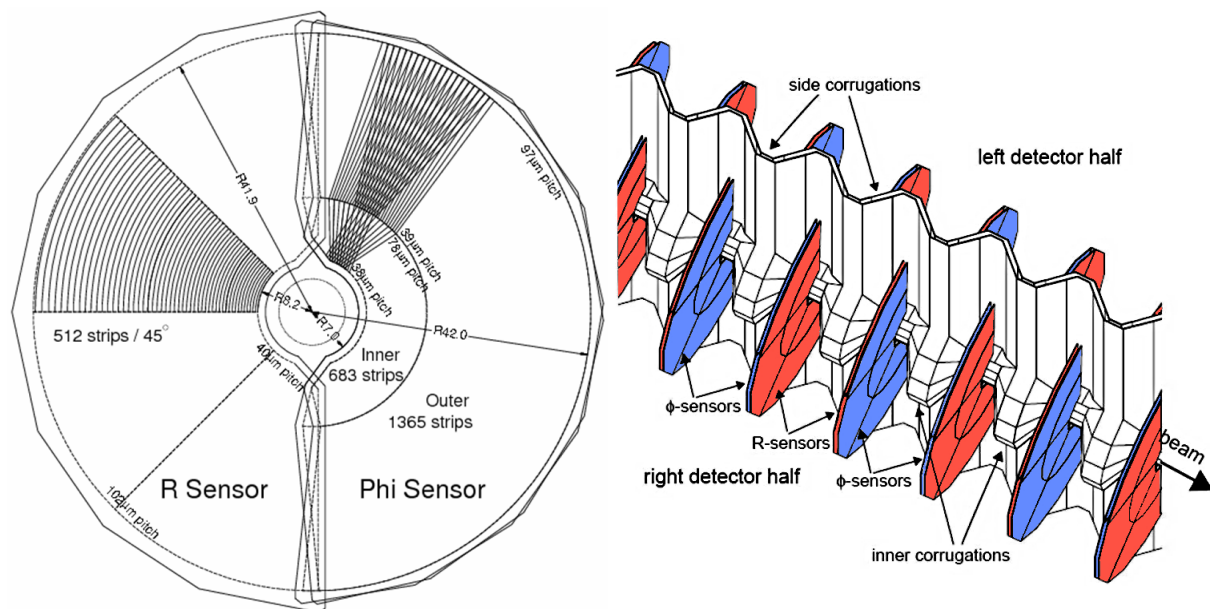 R41.9
512 strips / 45°
R8.2
R7.0
40µm pitch
102µm pitch
R Sensor
97µm pitch
39µm pitch
78µm pitch
38µm pitch
R42.0
Inner
683 strips
Outer
1365 strips
Phi Sensor
side corrugations
left detector half
ϕ-sensors
R-sensors
right detector half
ϕ-sensors
inner corrugations
beam